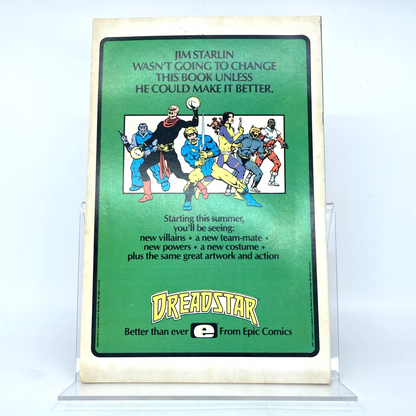 JIM STARLIN
WASN'T GOING TO CHANGE
THIS BOOK UNLESS
HE COULD MAKE IT BETTER.
Starting this summer,
you'll be seeing:
new villains • a new team-mate •
new powers • a new costume •
plus the same great artwork and action
DREADSTAR
Better than ever e From Epic Comics